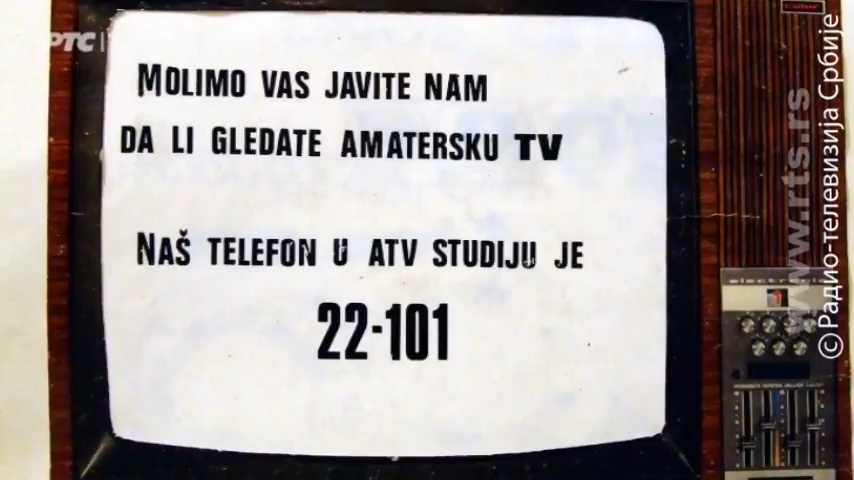 РТС
MOLIMO VAS JAVITE NAM
DA LI GLEDATE AMATERSKU TV
NAŠ TELEFON U ATV STUDIJU JE
22-101
www.rts.rs
© Радио-телевизија Србије